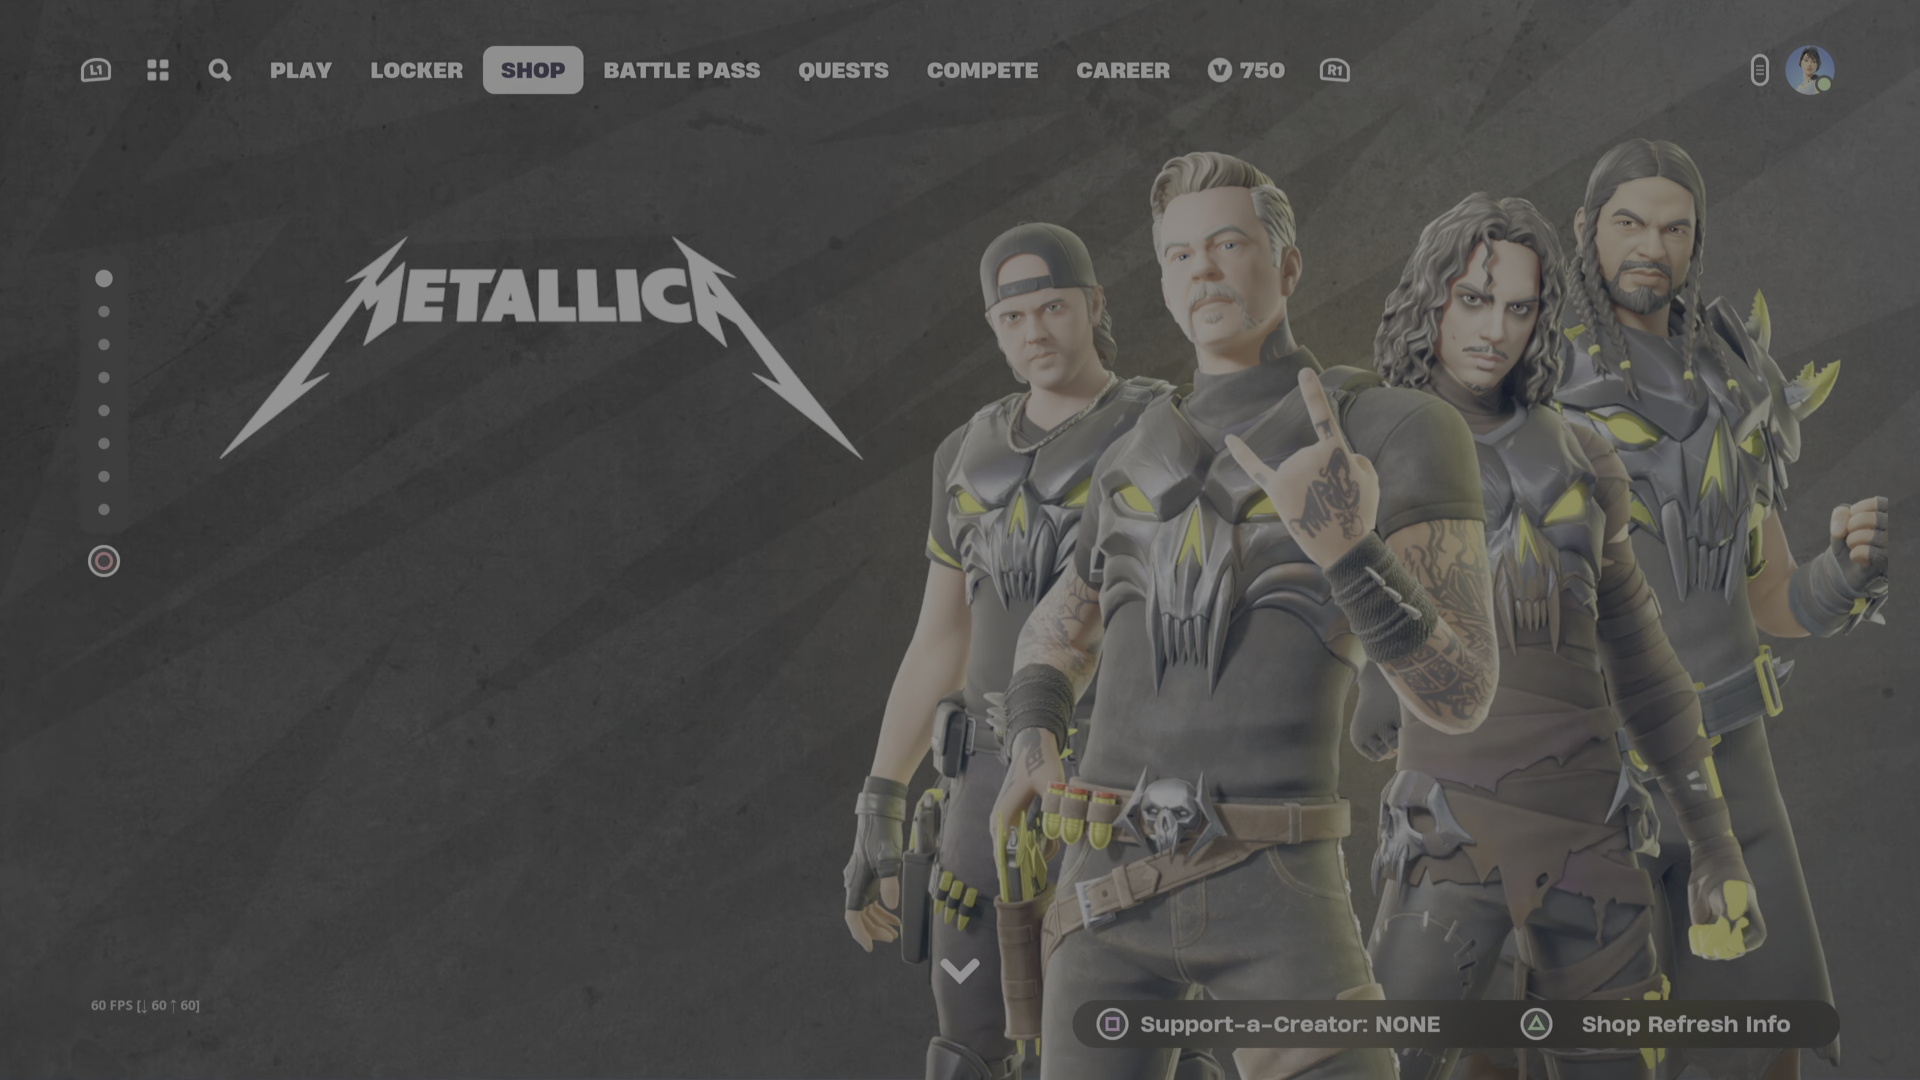 L1 PLAY LOCKER SHOP BATTLE PASS QUESTS COMPETE CAREER V 750 R1
METALLICA
60 FPS [↓ 60 ↑ 60]
Support-a-Creator: NONE Shop Refresh Info